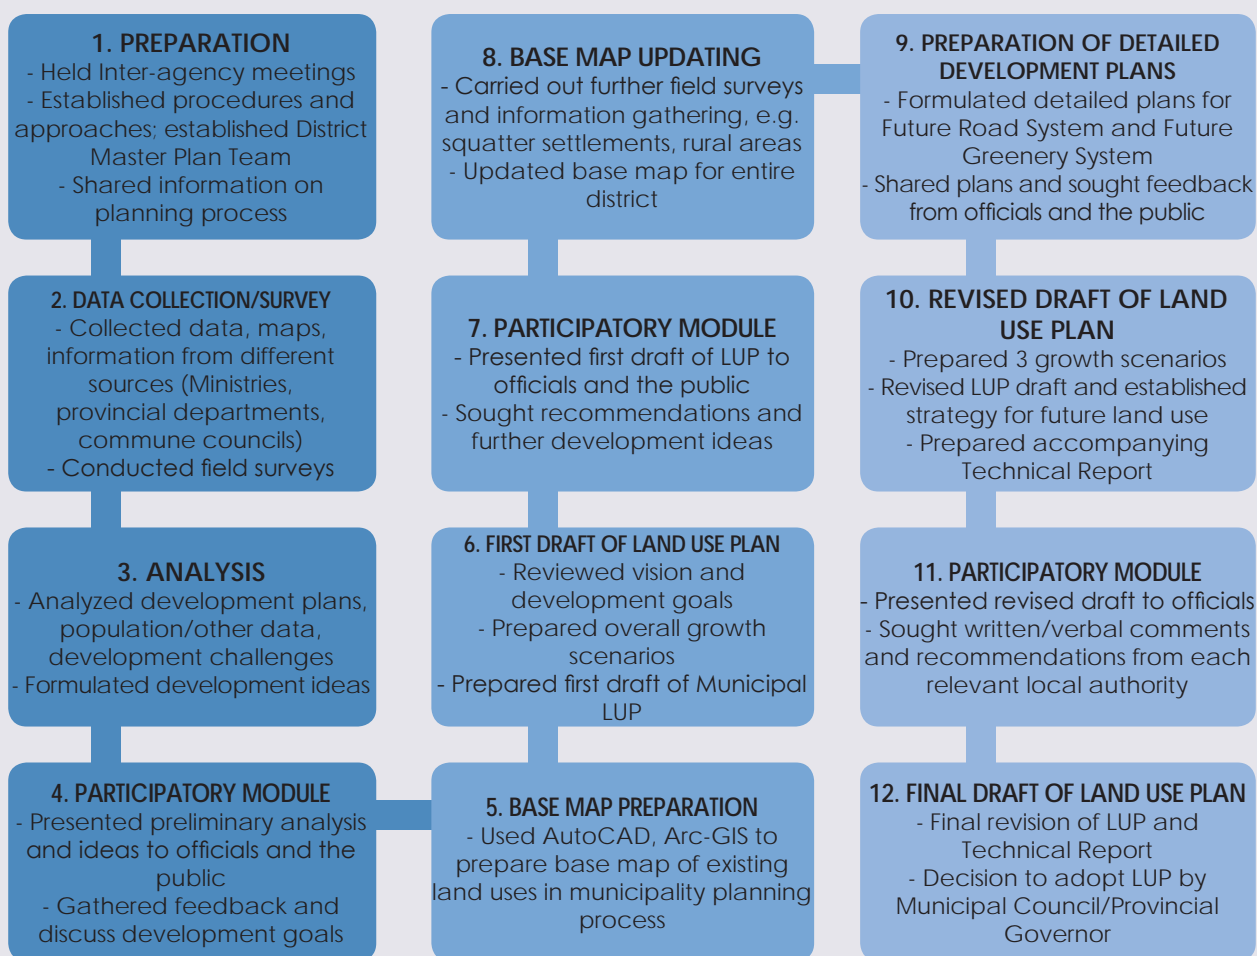 1. PREPARATION
- Held Inter-agency meetings
- Established procedures and
approaches; established District
Master Plan Team
- Shared information on
planning process
2. DATA COLLECTION/SURVEY
- Collected data, maps,
information from different
sources (Ministries,
provincial departments,
commune councils)
- Conducted field surveys
3. ANALYSIS
- Analyzed development plans,
population/other data,
development challenges
- Formulated development ideas
4. PARTICIPATORY MODULE
- Presented preliminary analysis
and ideas to officials and the
public
- Gathered feedback and
discuss development goals
5. BASE MAP PREPARATION
- Used AutoCAD, Arc-GIS to
prepare base map of existing
land uses in municipality planning
process
6. FIRST DRAFT OF LAND USE PLAN
- Reviewed vision and
development goals
- Prepared overall growth
scenarios
- Prepared first draft of Municipal
LUP
7. PARTICIPATORY MODULE
- Presented first draft of LUP to
officials and the public
- Sought recommendations and
further development ideas
8. BASE MAP UPDATING
- Carried out further field surveys
and information gathering, e.g.
squatter settlements, rural areas
- Updated base map for entire
district
9. PREPARATION OF DETAILED
DEVELOPMENT PLANS
- Formulated detailed plans for
Future Road System and Future
Greenery System
- Shared plans and sought feedback
from officials and the public
10. REVISED DRAFT OF LAND
USE PLAN
- Prepared 3 growth scenarios
- Revised LUP draft and established
strategy for future land use
- Prepared accompanying
Technical Report
11. PARTICIPATORY MODULE
- Presented revised draft to officials
- Sought written/verbal comments
and recommendations from each
relevant local authority
12. FINAL DRAFT OF LAND USE PLAN
- Final revision of LUP and
Technical Report
- Decision to adopt LUP by
Municipal Council/Provincial
Governor